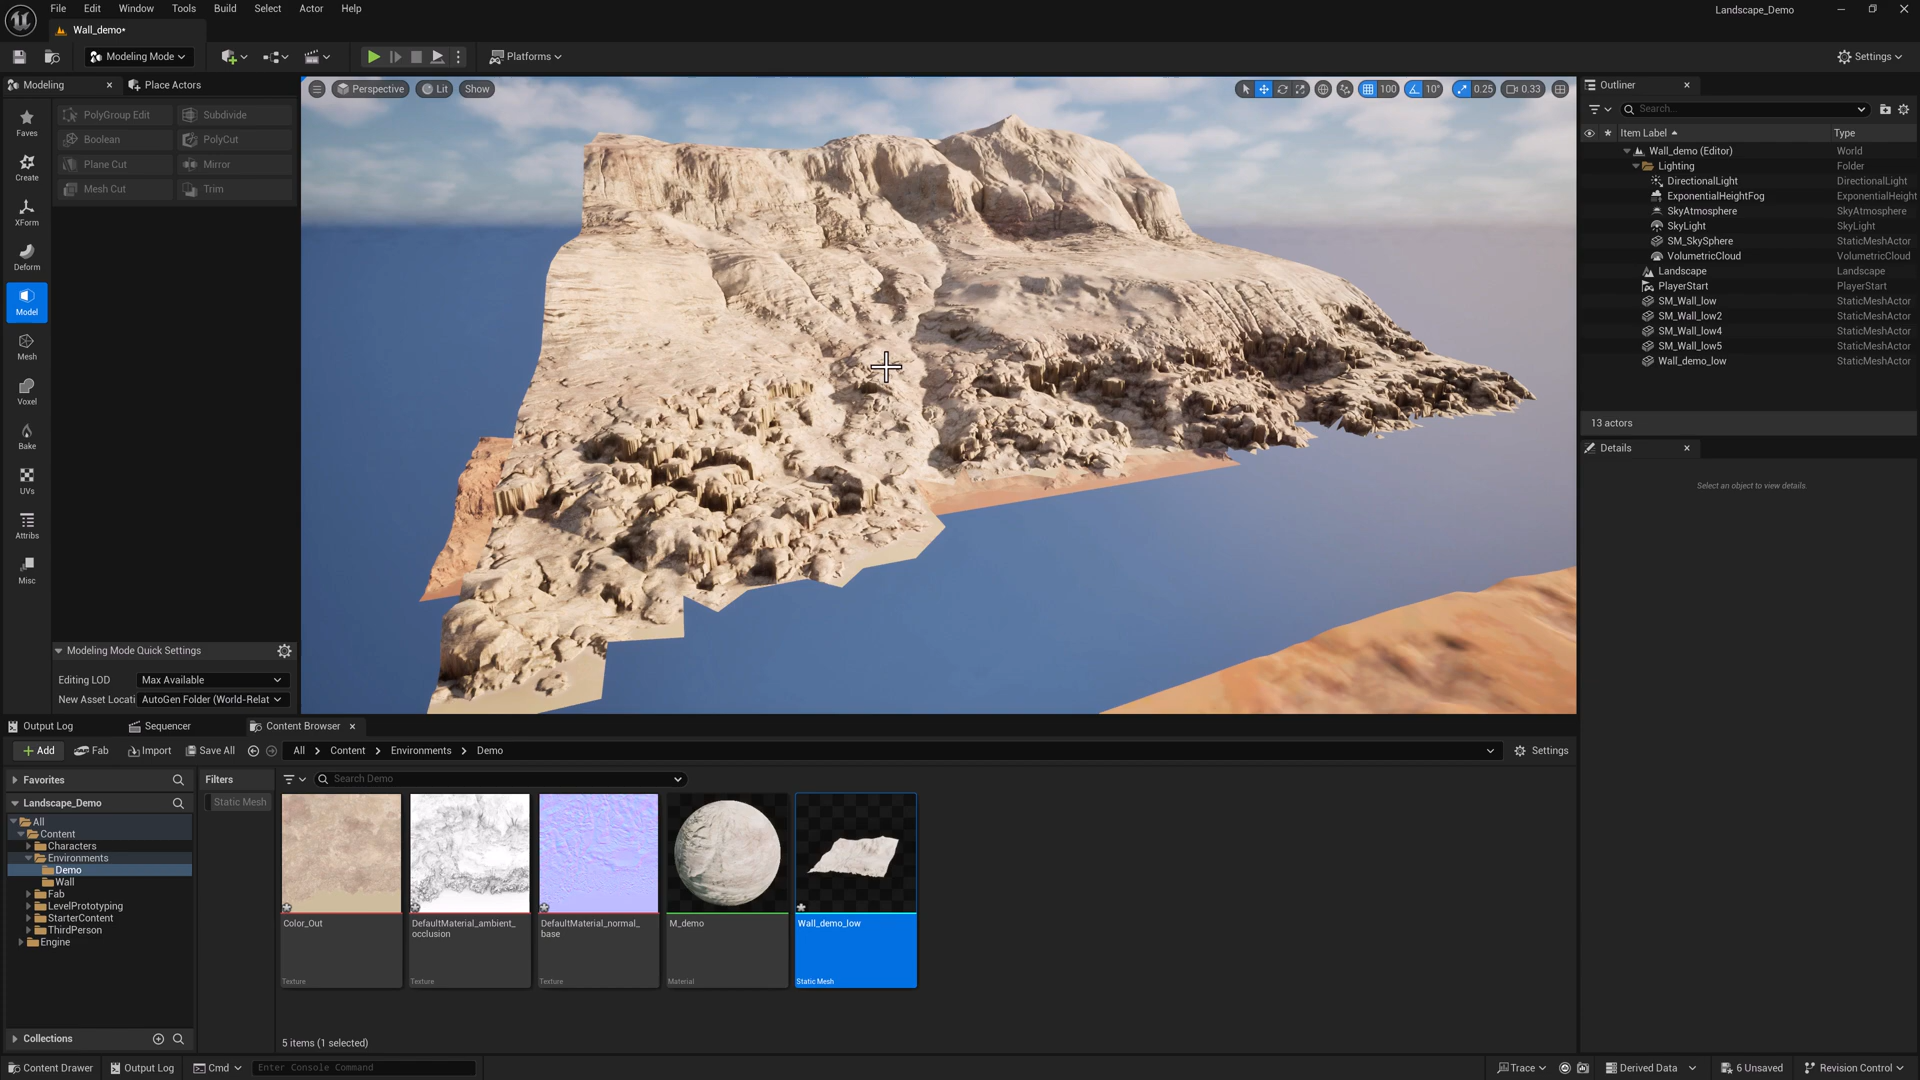 File Edit Window Tools Build Select Actor Help
Landscape_Demo
Wall_demo*
Modeling Mode
Platforms
Settings
Modeling
Place Actors
Faves
Create
XForm
Deform
Model
Mesh
Voxel
Bake
UVs
Attribs
Misc
PolyGroup Edit Subdivide
Boolean PolyCut
Plane Cut Mirror
Mesh Cut Trim
Modeling Mode Quick Settings
Editing LOD Max Available
New Asset Locati AutoGen Folder (World-Relat
Perspective Lit Show
100 10° 0.25 0.33
Outliner
Search...
Item Label Type
Wall_demo (Editor) World
Lighting Folder
DirectionalLight DirectionalLight
ExponentialHeightFog ExponentialHeight
SkyAtmosphere SkyAtmosphere
SkyLight SkyLight
SM_SkySphere StaticMeshActor
VolumetricCloud VolumetricCloud
Landscape Landscape
PlayerStart PlayerStart
SM_Wall_low StaticMeshActor
SM_Wall_low2 StaticMeshActor
SM_Wall_low4 StaticMeshActor
SM_Wall_low5 StaticMeshActor
Wall_demo_low StaticMeshActor
13 actors
Details
Select an object to view details.
Output Log Sequencer Content Browser
Add Fab Import Save All All Content Environments Demo Settings
Favorites
Landscape_Demo
All
Content
Characters
Environments
Demo
Wall
Fab
LevelPrototyping
StarterContent
ThirdPerson
Engine
Collections
Filters
Static Mesh
Search Demo
Color_Out
Texture
DefaultMaterial_ambient_
occlusion
Texture
DefaultMaterial_normal_
base
Texture
M_demo
Material
Wall_demo_low
Static Mesh
5 items (1 selected)
Content Drawer Output Log Cmd Enter Console Command Trace Derived Data 6 Unsaved Revision Control